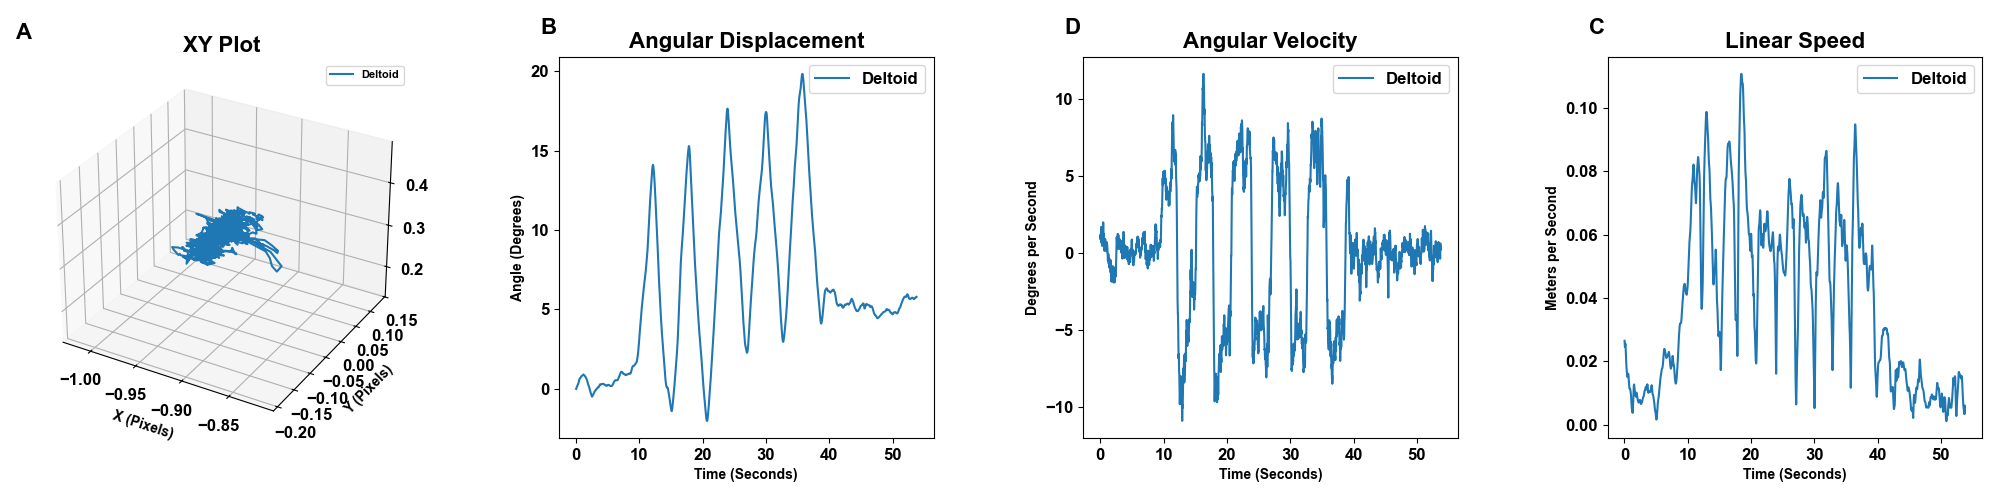 A
XY Plot
Deltoid
0.4
0.3
0.2
0.15
0.10
0.05
0.00
−0.05
−0.10
−0.15
−0.20
Y (Pixels)
−1.00
−0.95
−0.90
−0.85
X (Pixels)
B
Angular Displacement
Deltoid
20
15
10
5
0
Angle (Degrees)
0 10 20 30 40 50
Time (Seconds)
D
Angular Velocity
Deltoid
10
5
0
−5
−10
Degrees per Second
0 10 20 30 40 50
Time (Seconds)
C
Linear Speed
Deltoid
0.10
0.08
0.06
0.04
0.02
0.00
Meters per Second
0 10 20 30 40 50
Time (Seconds)